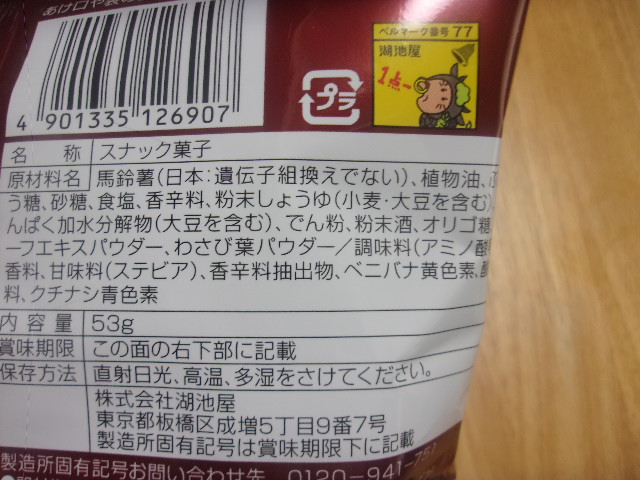 あけ口や袋の
ベルマーク番号 77
湖池屋
1点
プラ
4 901335 126907
名 称 スナック菓子
原材料名 馬鈴薯(日本:遺伝子組換えでない)、植物油、ぶ
う糖、砂糖、食塩、香辛料、粉末しょうゆ(小麦・大豆を含む)、
んぱく加水分解物(大豆を含む)、でん粉、粉末酒、オリゴ糖
ーフエキスパウダー、わさび葉パウダー/調味料(アミノ酸等
香料、甘味料(ステビア)、香辛料抽出物、ベニバナ黄色素、酸
料、クチナシ青色素
内 容 量 53g
賞味期限 この面の右下部に記載
保存方法 直射日光、高温、多湿をさけてください。
株式会社湖池屋
東京都板橋区成増5丁目9番7号
製造所固有記号は賞味期限下に記載
製造所固有記号お問い合わせ先 0120-941-751